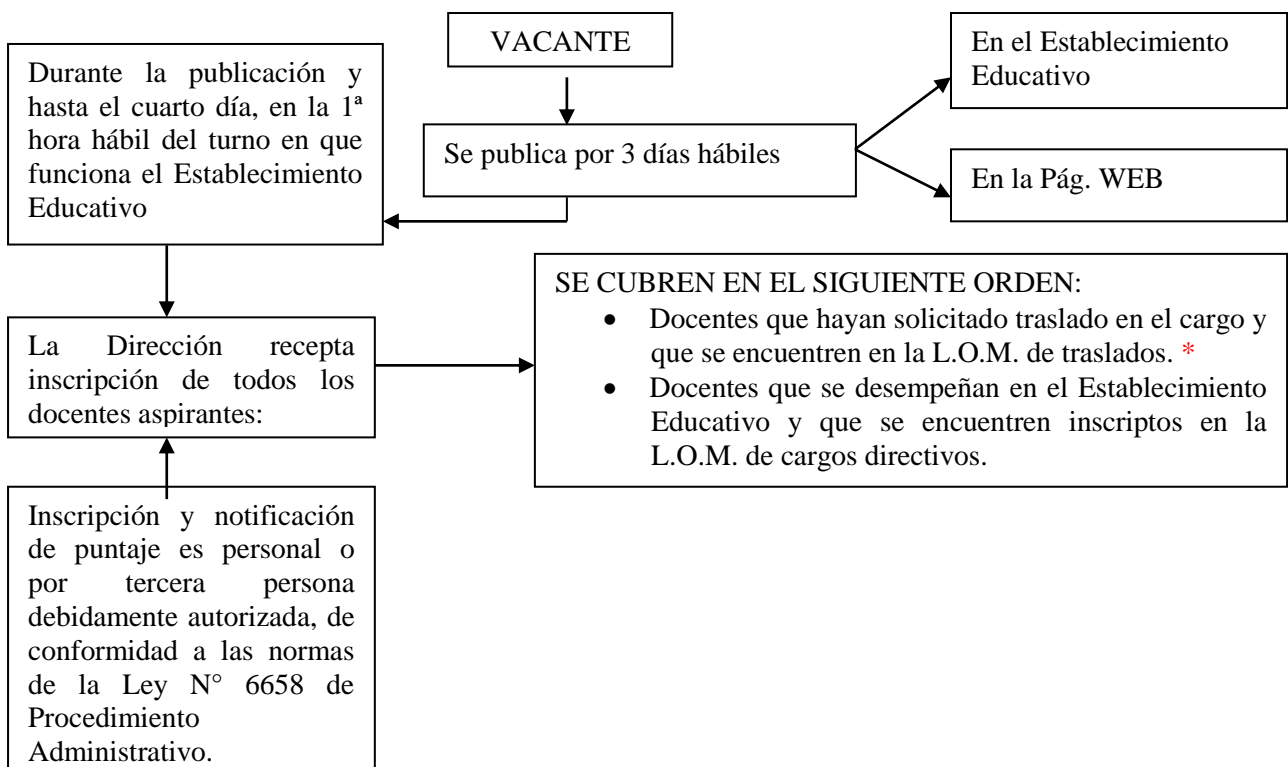 VACANTE
En el Establecimiento
Educativo
Durante la publicación y
hasta el cuarto día, en la 1ª
hora hábil del turno en que
funciona el Establecimiento
Educativo
Se publica por 3 días hábiles
En la Pág. WEB
SE CUBREN EN EL SIGUIENTE ORDEN:
• Docentes que hayan solicitado traslado en el cargo y
que se encuentren en la L.O.M. de traslados. *
• Docentes que se desempeñan en el Establecimiento
Educativo y que se encuentren inscriptos en la
L.O.M. de cargos directivos.
La Dirección recepta
inscripción de todos los
docentes aspirantes:
Inscripción y notificación
de puntaje es personal o
por tercera persona
debidamente autorizada, de
conformidad a las normas
de la Ley N° 6658 de
Procedimiento
Administrativo.